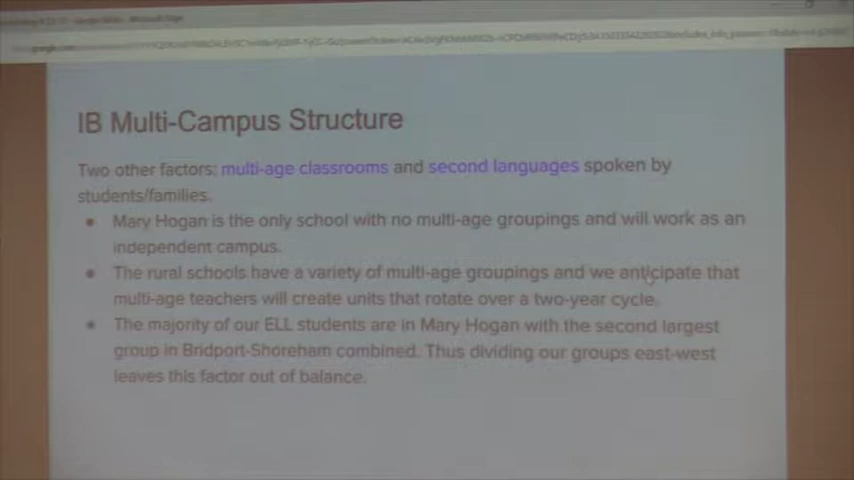 IB Multi-Campus Structure
Two other factors: multi-age classrooms and second languages spoken by
students/families.
• Mary Hogan is the only school with no multi-age groupings and will work as an
independent campus.
• The rural schools have a variety of multi-age groupings and we anticipate that
multi-age teachers will create units that rotate over a two-year cycle.
• The majority of our ELL students are in Mary Hogan with the second largest
group in Bridport-Shoreham combined. Thus dividing our groups east-west
leaves this factor out of balance.